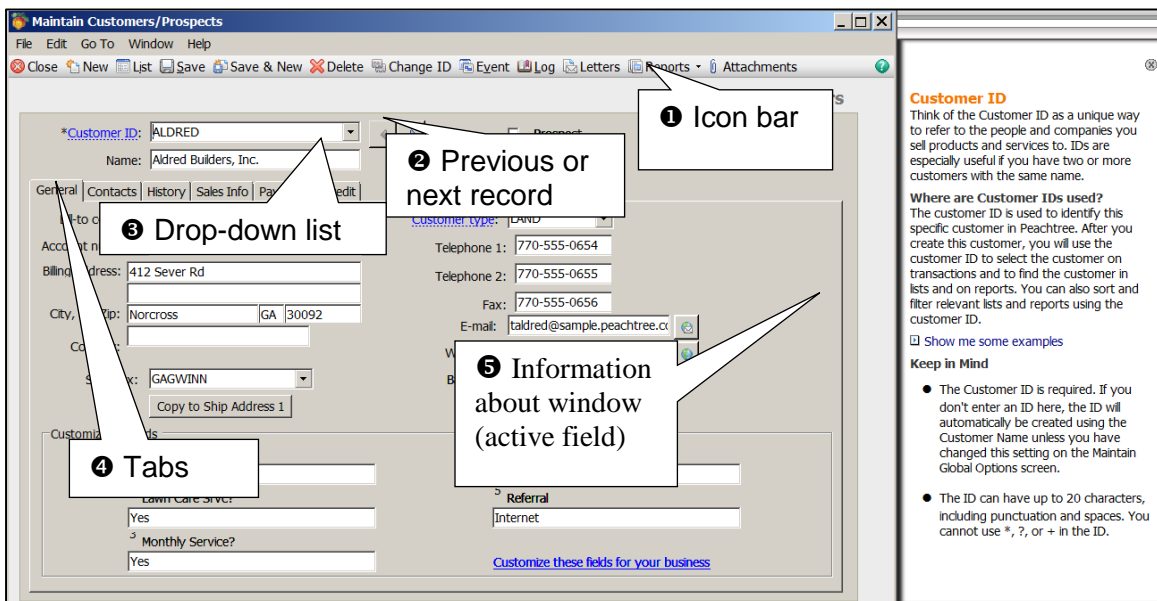 Maintain Customers/Prospects
File Edit Go To Window Help
Close New List Save Save & New Delete Change ID Event Log Letters Reports Attachments
*Customer ID: ALDRED
Name: Aldred Builders, Inc.
❶ Icon bar
❷ Previous or
next record
General Contacts History Sales Info
❸ Drop-down list
Customer type: LAND
Telephone 1: 770-555-0654
Billing Address: 412 Sever Rd
Telephone 2: 770-555-0655
Fax: 770-555-0656
City, Zip: Norcross GA 30092
E-mail: taldred@sample.peachtree.cc
GAGWINN
Copy to Ship Address 1
❺ Information
about window
(active field)
❹ Tabs
Lawn Care Srvc?
Yes
5 Referral
Internet
3 Monthly Service?
Yes
Customize these fields for your business
Customer ID
Think of the Customer ID as a unique way
to refer to the people and companies you
sell products and services to. IDs are
especially useful if you have two or more
customers with the same name.
Where are Customer IDs used?
The customer ID is used to identify this
specific customer in Peachtree. After you
create this customer, you will use the
customer ID to select the customer on
transactions and to find the customer in
lists and on reports. You can also sort and
filter relevant lists and reports using the
customer ID.
Show me some examples
Keep in Mind
● The Customer ID is required. If you
don't enter an ID here, the ID will
automatically be created using the
Customer Name unless you have
changed this setting on the Maintain
Global Options screen.
● The ID can have up to 20 characters,
including punctuation and spaces. You
cannot use *, ?, or + in the ID.